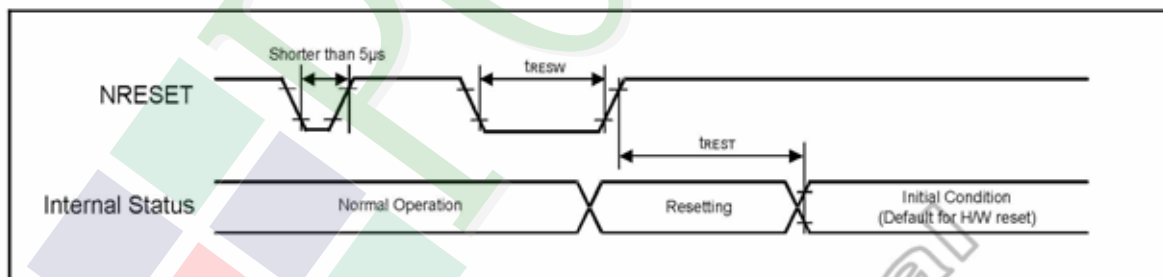 Shorter than 5µs
tRESW
NRESET
tREST
Internal Status
Normal Operation
Resetting
Initial Condition
(Default for H/W reset)